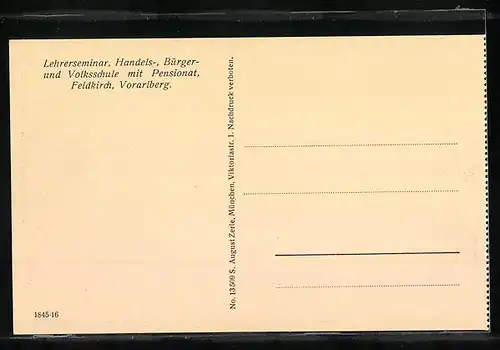 Lehrerseminar, Handels-, Bürger-
und Volksschule mit Pensionat,
Feldkirch, Vorarlberg.
No. 13509 S. August Zerle, München, Viktoriastr. 1. Nachdruck verboten.
1845-16